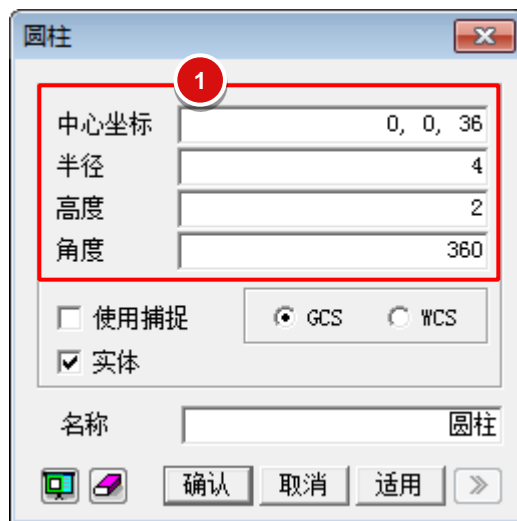 圆柱
1
中心坐标 0, 0, 36
半径 4
高度 2
角度 360
使用捕捉 GCS WCS
实体
名称 圆柱
确认 取消 适用